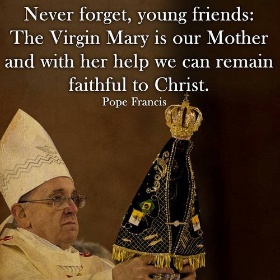 Never forget, young friends:
The Virgin Mary is our Mother
and with her help we can remain
faithful to Christ.
Pope Francis